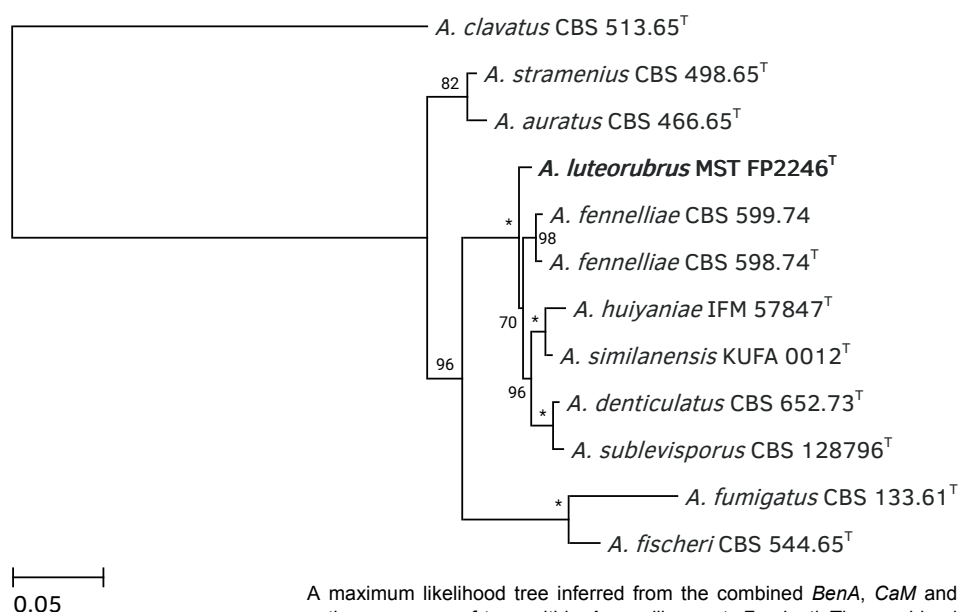 A. clavatus CBS 513.65ᵀ
82
A. stramenius CBS 498.65ᵀ
A. auratus CBS 466.65ᵀ
A. luteorubrus MST FP2246ᵀ
*
A. fennelliae CBS 599.74
98
A. fennelliae CBS 598.74ᵀ
A. huiyaniae IFM 57847ᵀ
70
*
A. similanensis KUFA 0012ᵀ
96
96
A. denticulatus CBS 652.73ᵀ
*
A. sublevisporus CBS 128796ᵀ
A. fumigatus CBS 133.61ᵀ
*
A. fischeri CBS 544.65ᵀ
0.05
A maximum likelihood tree inferred from the combined BenA, CaM and